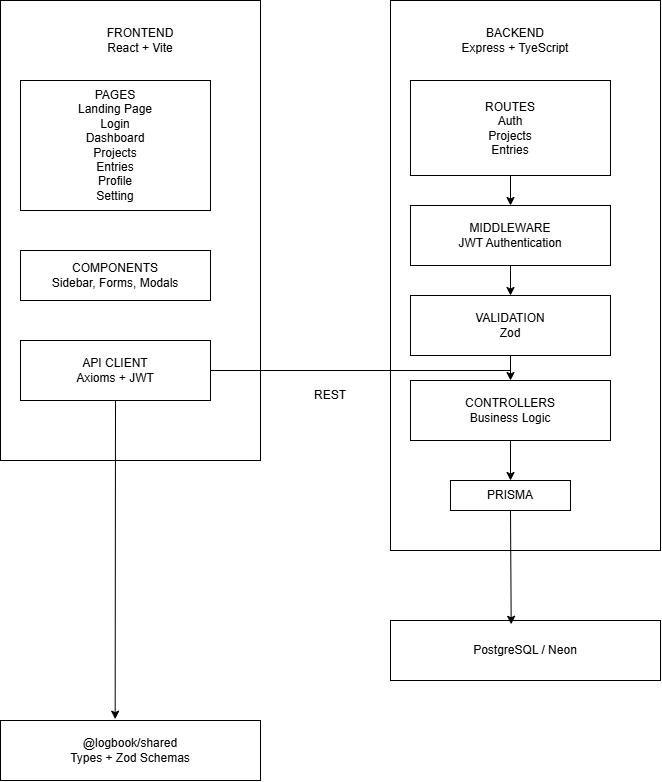 FRONTEND
React + Vite
PAGES
Landing Page
Login
Dashboard
Projects
Entries
Profile
Setting
COMPONENTS
Sidebar, Forms, Modals
API CLIENT
Axioms + JWT
REST
BACKEND
Express + TyeScript
ROUTES
Auth
Projects
Entries
MIDDLEWARE
JWT Authentication
VALIDATION
Zod
CONTROLLERS
Business Logic
PRISMA
PostgreSQL / Neon
@logbook/shared
Types + Zod Schemas